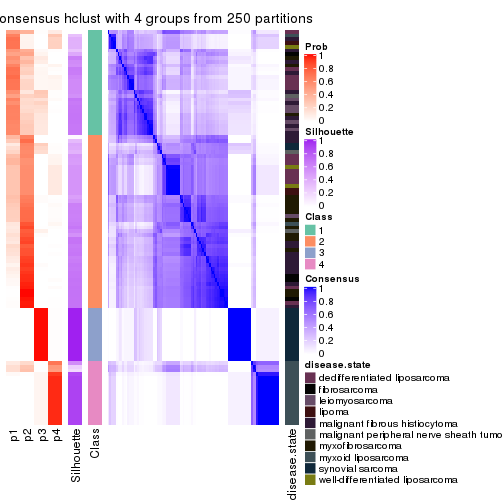 onsensus hclust with 4 groups from 250 partitions
Prob
1
0.8
0.6
0.4
0.2
0
Silhouette
1
0.8
0.6
0.4
0.2
0
Class
1
2
3
4
Consensus
1
0.8
0.6
0.4
0.2
0
disease.state
dedifferentiated liposarcoma
fibrosarcoma
leiomyosarcoma
lipoma
malignant fibrous histiocytoma
malignant peripheral nerve sheath tumo
myxofibrosarcoma
myxoid liposarcoma
synovial sarcoma
well-differentiated liposarcoma
p1
p2
p3
p4
Silhouette
Class
disease.state